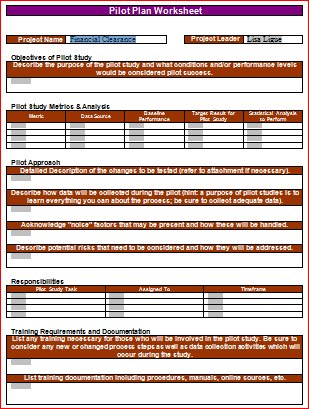 Pilot Plan Worksheet
Project Name Financial Clearance Project Leader Lisa Ligue
Objectives of Pilot Study
Describe the purpose of the pilot study and what conditions and/or performance levels
would be considered pilot success.
Pilot Study Metrics & Analysis
Metric Data Source Baseline Performance Target Result for Pilot Study Statistical Analysis to Perform
Pilot Approach
Detailed Description of the changes to be tested (refer to attachment if necessary).
Describe how data will be collected during the pilot (hint: a purpose of pilot studies is to
learn everything you can about the process; be sure to collect adequate data).
Acknowledge "noise" factors that may be present and how these will be handled.
Describe potential risks that need to be considered and how they will be addressed.
Responsibilities
Pilot Study Task Assigned To Timeframe
Training Requirements and Documentation
List any training necessary for those who will be involved in the pilot study. Be sure to
consider any new or changed process steps as well as data collection activities which will
occur during the study.
List training documentation including procedures, manuals, online sources, etc.